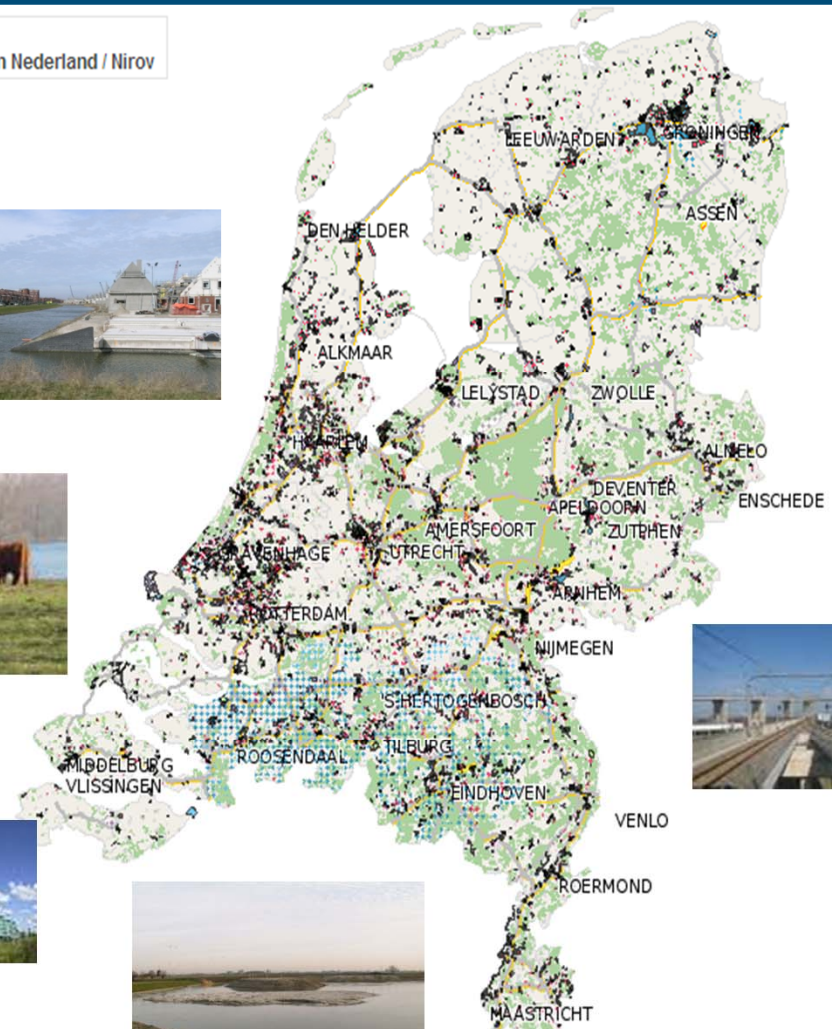 n Nederland / Nirov
LEEUWARDEN
GRONINGEN
ASSEN
DEN HELDER
ALKMAAR
LELYSTAD
ZWOLLE
HAARLEM
ALMELO
DEVENTER
ENSCHEDE
APELDOORN
AMERSFOORT
ZUTPHEN
'S-GRAVENHAGE
UTRECHT
ARNHEM
ROTTERDAM
NIJMEGEN
'S-HERTOGENBOSCH
TILBURG
ROOSENDAAL
MIDDELBURG
VLISSINGEN
EINDHOVEN
VENLO
ROERMOND
MAASTRICHT